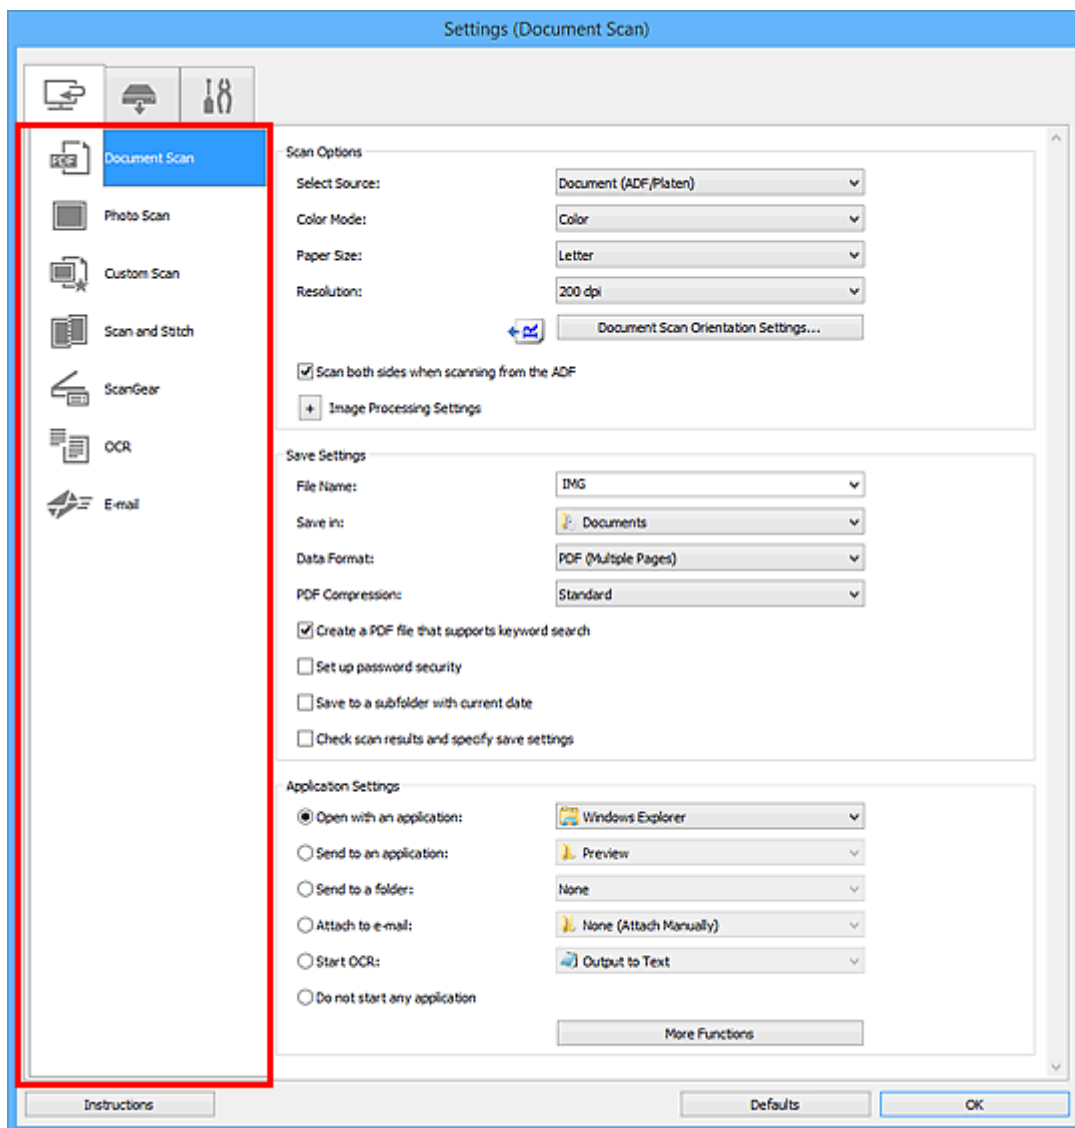 Settings (Document Scan)
PDF
Document Scan
Photo Scan
Custom Scan
Scan and Stitch
ScanGear
OCR
E-mail
Scan Options
Select Source: Document (ADF/Platen)
Color Mode: Color
Paper Size: Letter
Resolution: 200 dpi
R Document Scan Orientation Settings...
Scan both sides when scanning from the ADF
+ Image Processing Settings
Save Settings
File Name: IMG
Save in: Documents
Data Format: PDF (Multiple Pages)
PDF Compression: Standard
Create a PDF file that supports keyword search
Set up password security
Save to a subfolder with current date
Check scan results and specify save settings
Application Settings
Open with an application: Windows Explorer
Send to an application: Preview
Send to a folder: None
Attach to e-mail: None (Attach Manually)
Start OCR: Output to Text
Do not start any application
More Functions
Instructions Defaults OK